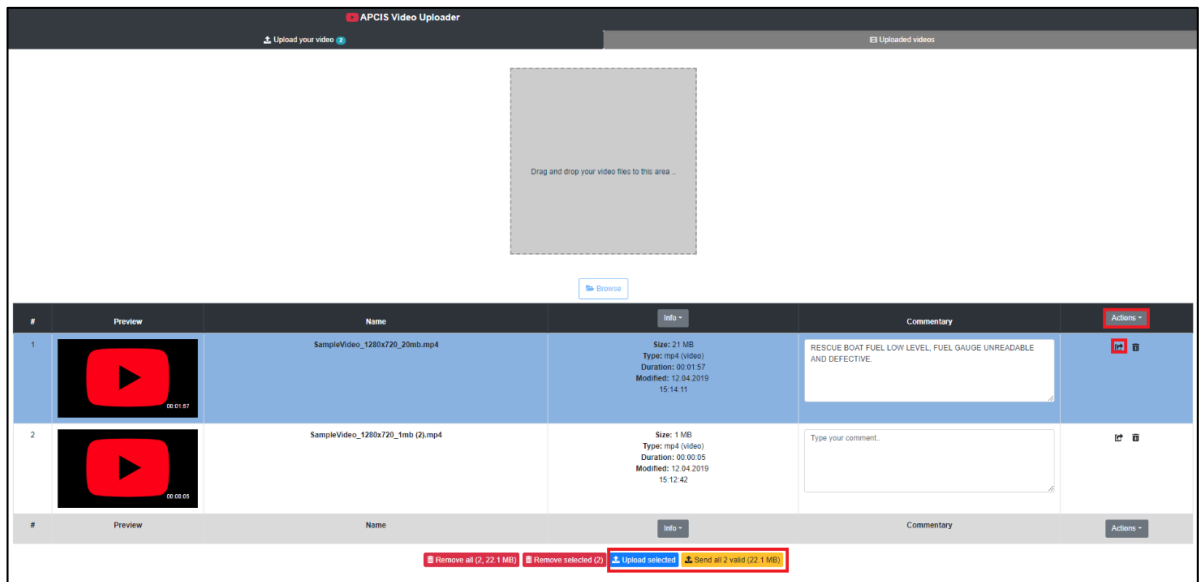 APCIS Video Uploader
Upload your video 2
Uploaded videos
Drag and drop your video files to this area ..
Browse
# Preview Name Info Commentary Actions
1
00:01:57
SampleVideo_1280x720_20mb.mp4
Size: 21 MB
Type: mp4 (video)
Duration: 00:01:57
Modified: 12.04.2019
15:14:11
RESCUE BOAT FUEL LOW LEVEL, FUEL GAUGE UNREADABLE
AND DEFECTIVE.
2
00:00:05
SampleVideo_1280x720_1mb (2).mp4
Size: 1 MB
Type: mp4 (video)
Duration: 00:00:05
Modified: 12.04.2019
15:12:42
Type your comment..
# Preview Name Info Commentary Actions
Remove all (2, 22.1 MB) Remove selected (2) Upload selected Send all 2 valid (22.1 MB)